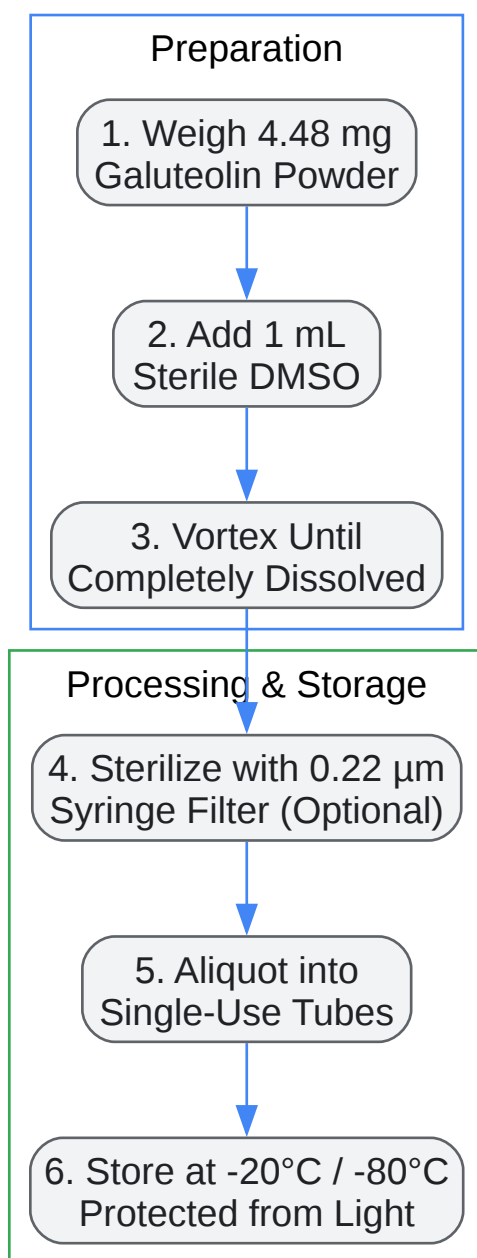 Preparation
1. Weigh 4.48 mg
Galuteolin Powder
2. Add 1 mL
Sterile DMSO
3. Vortex Until
Completely Dissolved
Processing & Storage
4. Sterilize with 0.22 µm
Syringe Filter (Optional)
5. Aliquot into
Single-Use Tubes
6. Store at -20°C / -80°C
Protected from Light